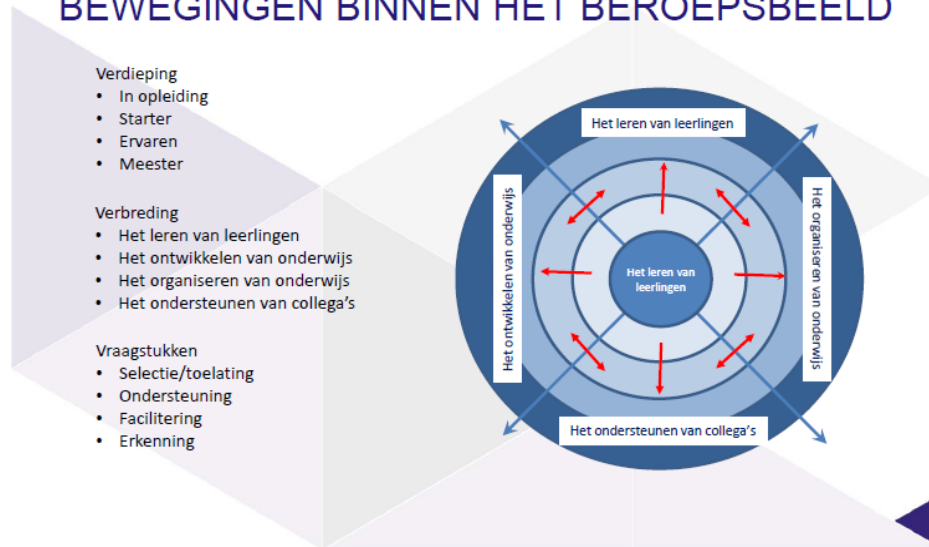 BEWEGINGEN BINNEN HET BEROEPSBEELD
Verdieping
• In opleiding
• Starter
• Ervaren
• Meester
Verbreding
• Het leren van leerlingen
• Het ontwikkelen van onderwijs
• Het organiseren van onderwijs
• Het ondersteunen van collega's
Vraagstukken
• Selectie/toelating
• Ondersteuning
• Facilitering
• Erkenning
Het leren van leerlingen
Het ontwikkelen van onderwijs
Het leren van
leerlingen
Het organiseren van onderwijs
Het ondersteunen van collega's